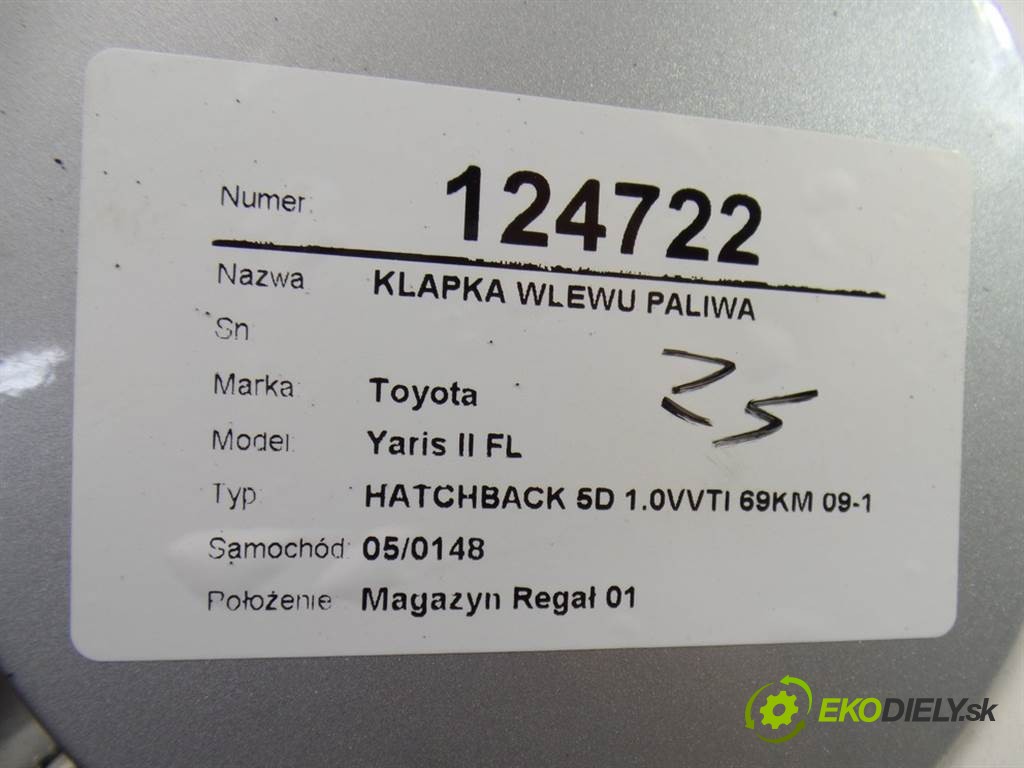 Numer: 124722
Nazwa KLAPKA WLEWU PALIWA
Sn
Marka Toyota
Model: Yaris II FL
Typ HATCHBACK 5D 1.0VVTI 69KM 09-1
Samochód: 05/0148
Położenie Magazyn Regał 01
25
EKODIELY.sk